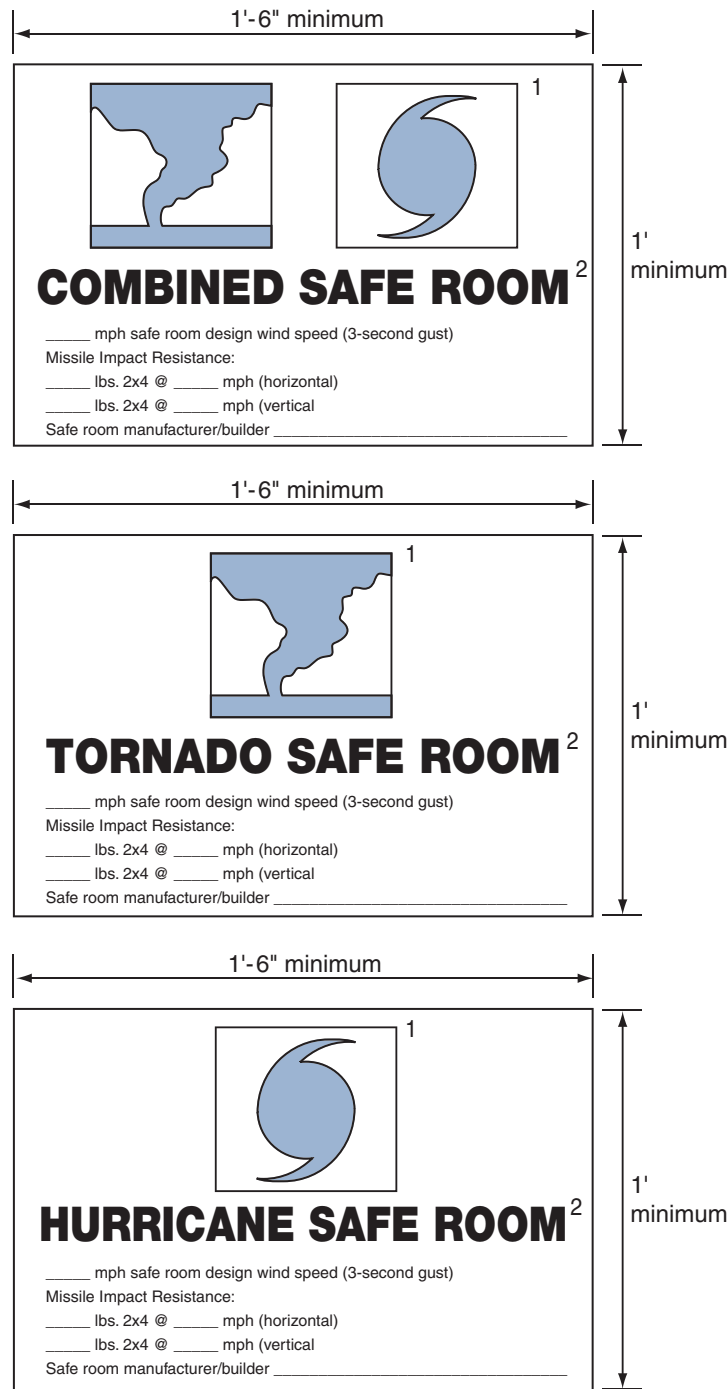 1'-6" minimum
1
1'
minimum
COMBINED SAFE ROOM 2
_____ mph safe room design wind speed (3-second gust)
Missile Impact Resistance:
_____ lbs. 2x4 @ _____ mph (horizontal)
_____ lbs. 2x4 @ _____ mph (vertical
Safe room manufacturer/builder _________________________________
1'-6" minimum
1
1'
minimum
TORNADO SAFE ROOM 2
_____ mph safe room design wind speed (3-second gust)
Missile Impact Resistance:
_____ lbs. 2x4 @ _____ mph (horizontal)
_____ lbs. 2x4 @ _____ mph (vertical
Safe room manufacturer/builder _________________________________
1'-6" minimum
1
1'
minimum
HURRICANE SAFE ROOM 2
_____ mph safe room design wind speed (3-second gust)
Missile Impact Resistance:
_____ lbs. 2x4 @ _____ mph (horizontal)
_____ lbs. 2x4 @ _____ mph (vertical
Safe room manufacturer/builder _________________________________